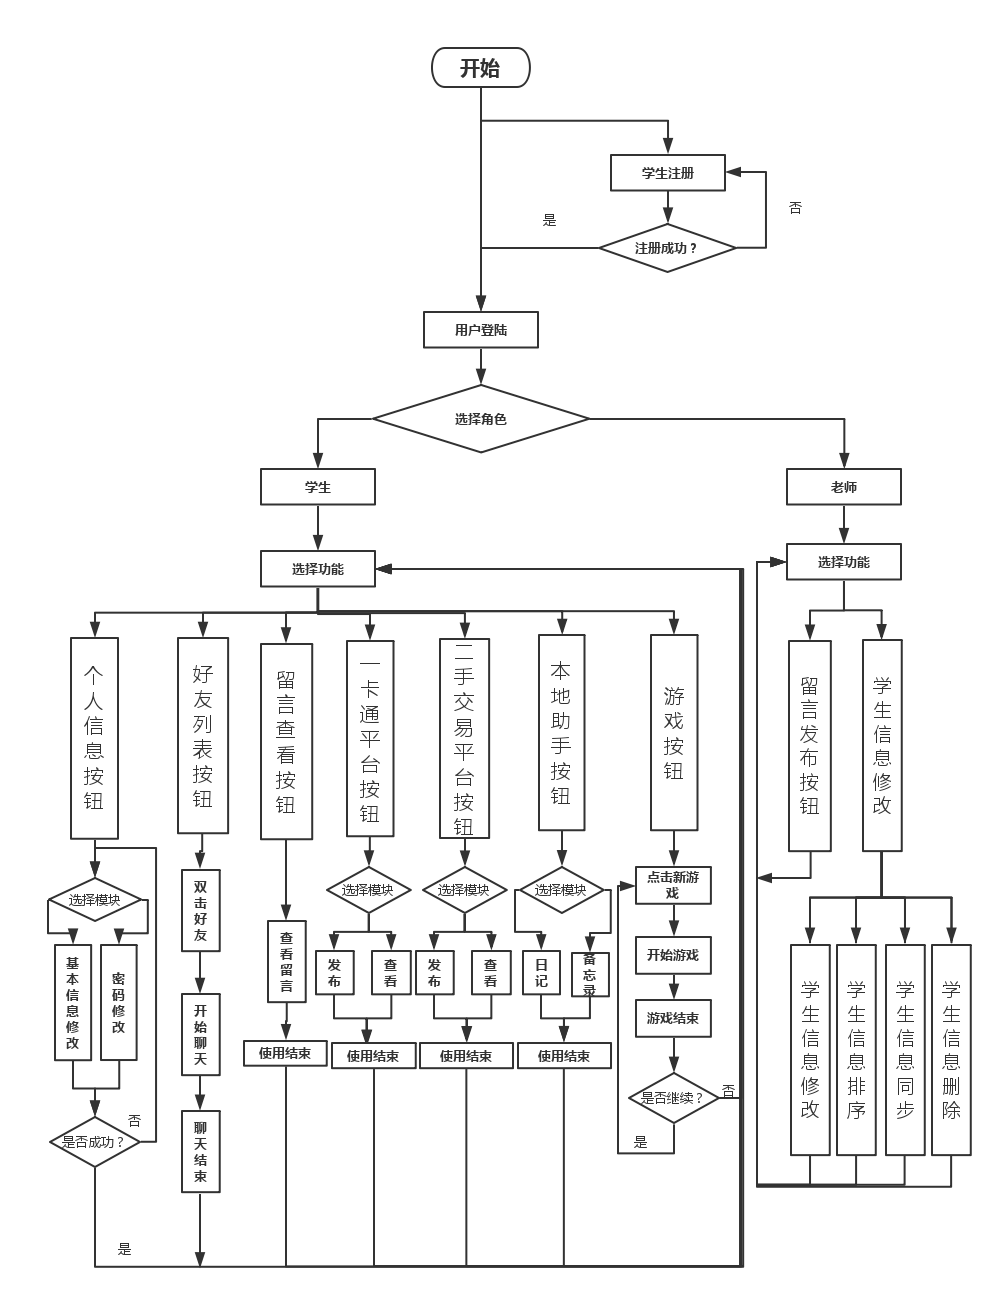 开始
学生注册
是
否
注册成功？
用户登陆
选择角色
学生
老师
选择功能
选择功能
个人信息按钮
好友列表按钮
留言查看按钮
一卡通平台按钮
二手交易平台按钮
本地助手按钮
游戏按钮
留言发布按钮
学生信息修改
选择模块
选择模块
选择模块
选择模块
双击好友
点击新游
戏
查看留言
基本信息修改
密码修改
发布
查看
发布
查看
日记
备忘录
开始游戏
开始聊天
游戏结束
使用结束
使用结束
使用结束
使用结束
学生信息修改
学生信息排序
学生信息同步
学生信息删除
是否继续？
否
是
否
是否成功？
聊天结束
是